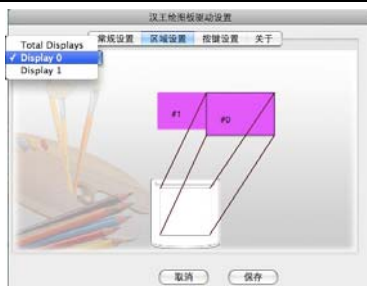 汉王绘图板驱动设置
常规设置 区域设置 按键设置 关于
Total Displays
✓ Display 0
Display 1
#1 #0
取消 保存